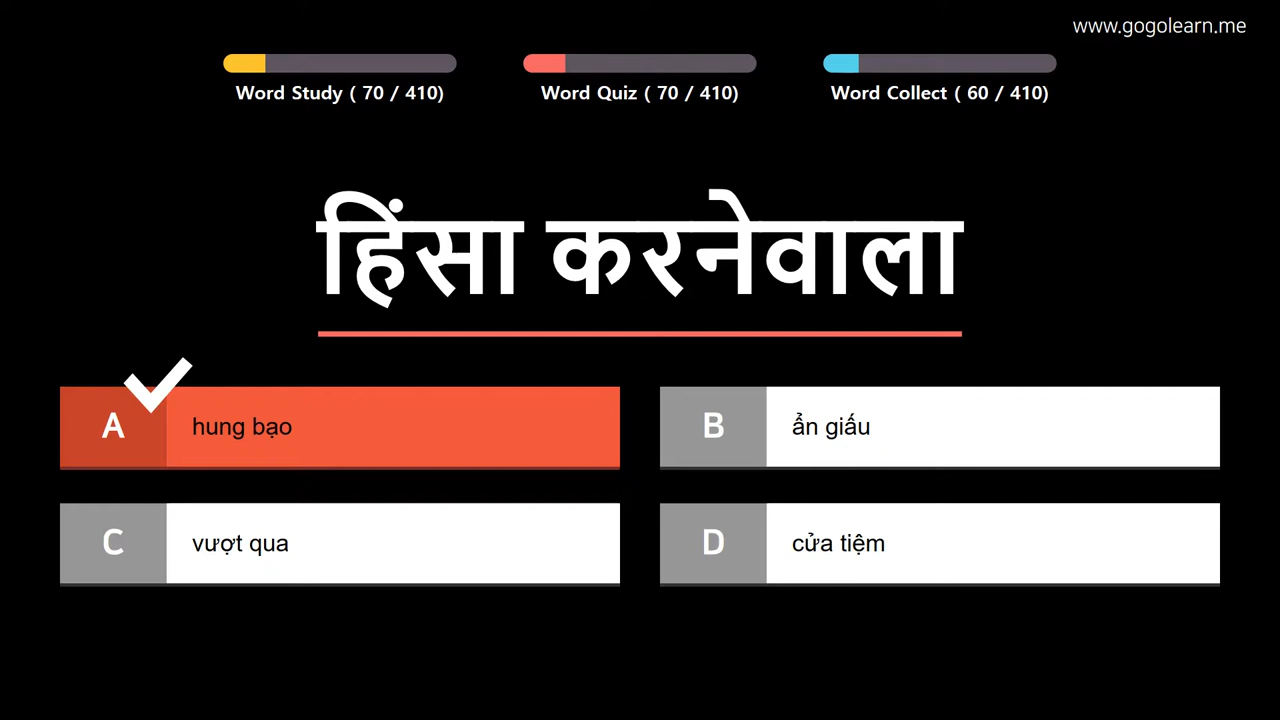 www.gogolearn.me
Word Study ( 70 / 410)
Word Quiz ( 70 / 410)
Word Collect ( 60 / 410)
हिंसा करनेवाला
A hung bạo
B ẩn giấu
C vượt qua
D cửa tiệm